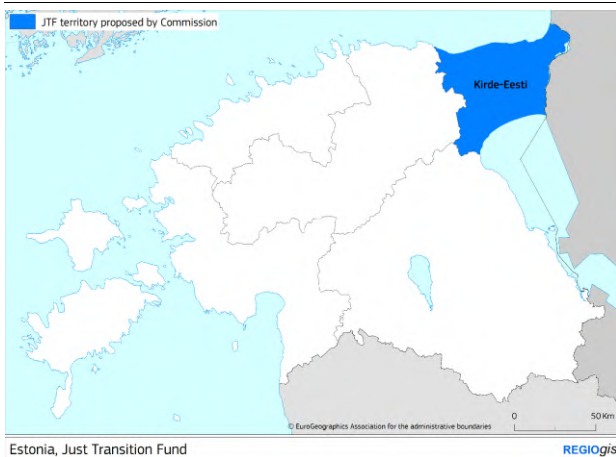 JTF territory proposed by Commission
Kirde-Eesti
© EuroGeographics Association for the administrative boundaries
0 50 Km
Estonia, Just Transition Fund
REGIOgis